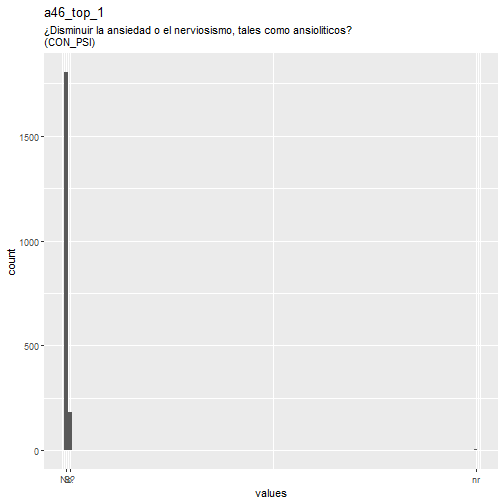 a46_top_1
¿Disminuir la ansiedad o el nerviosismo, tales como ansiolíticos?
(CON_PSI)
1500
1000
500
0
count
nr
values